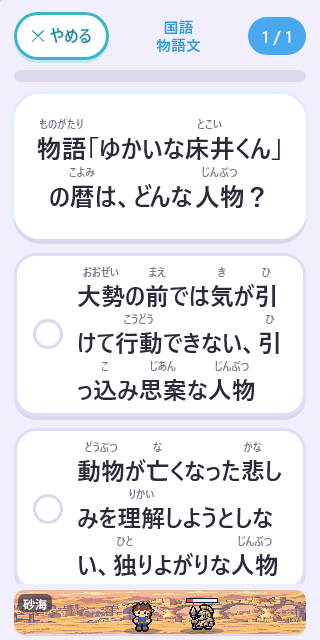 × やめる
国語
物語文
1 / 1
ものがたり とこい
物語「ゆかいな床井くん」
こよみ じんぶつ
の暦は、どんな人物？
おおぜい まえ き ひ
大勢の前では気が引
こうどう ひ
けて行動できない、引
こ じあん じんぶつ
っ込み思案な人物
どうぶつ な かな
動物が亡くなった悲し
りかい
みを理解しようとしな
ひと じんぶつ
い、独りよがりな人物
砂海